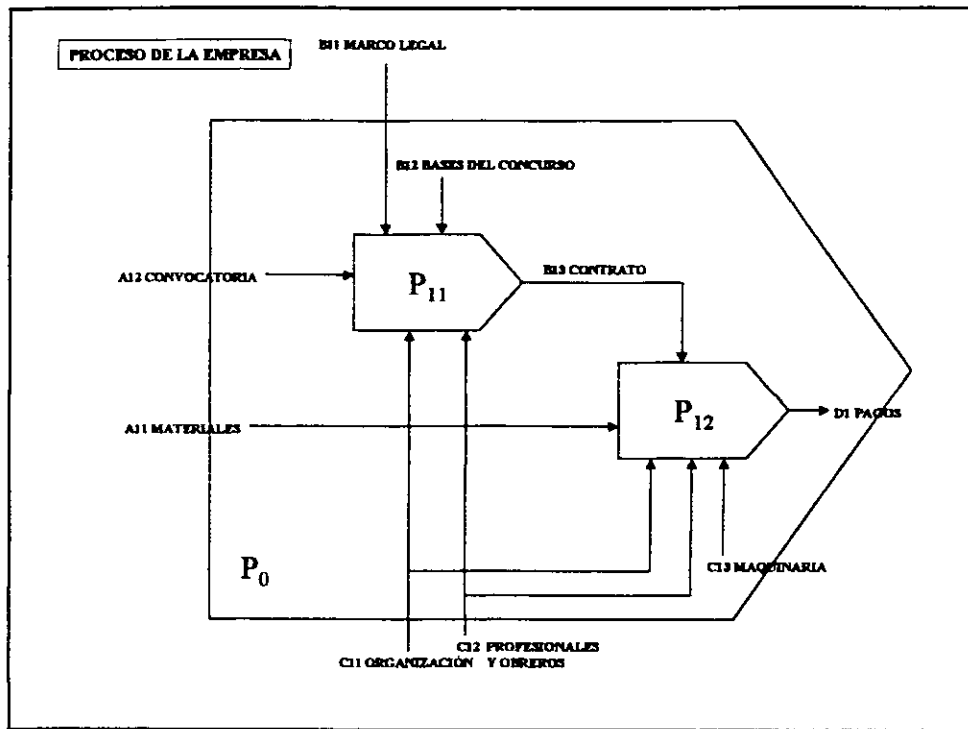 B11 MARCO LEGAL
PROCESO DE LA EMPRESA
B12 BASES DEL CONCURSO
A12 CONVOCATORIA
P11
B13 CONTRATO
P12
D1 PAGOS
A11 MATERIALES
P0
C13 MAQUINARIA
C12 PROFESIONALES
C11 ORGANIZACIÓN Y OBREROS